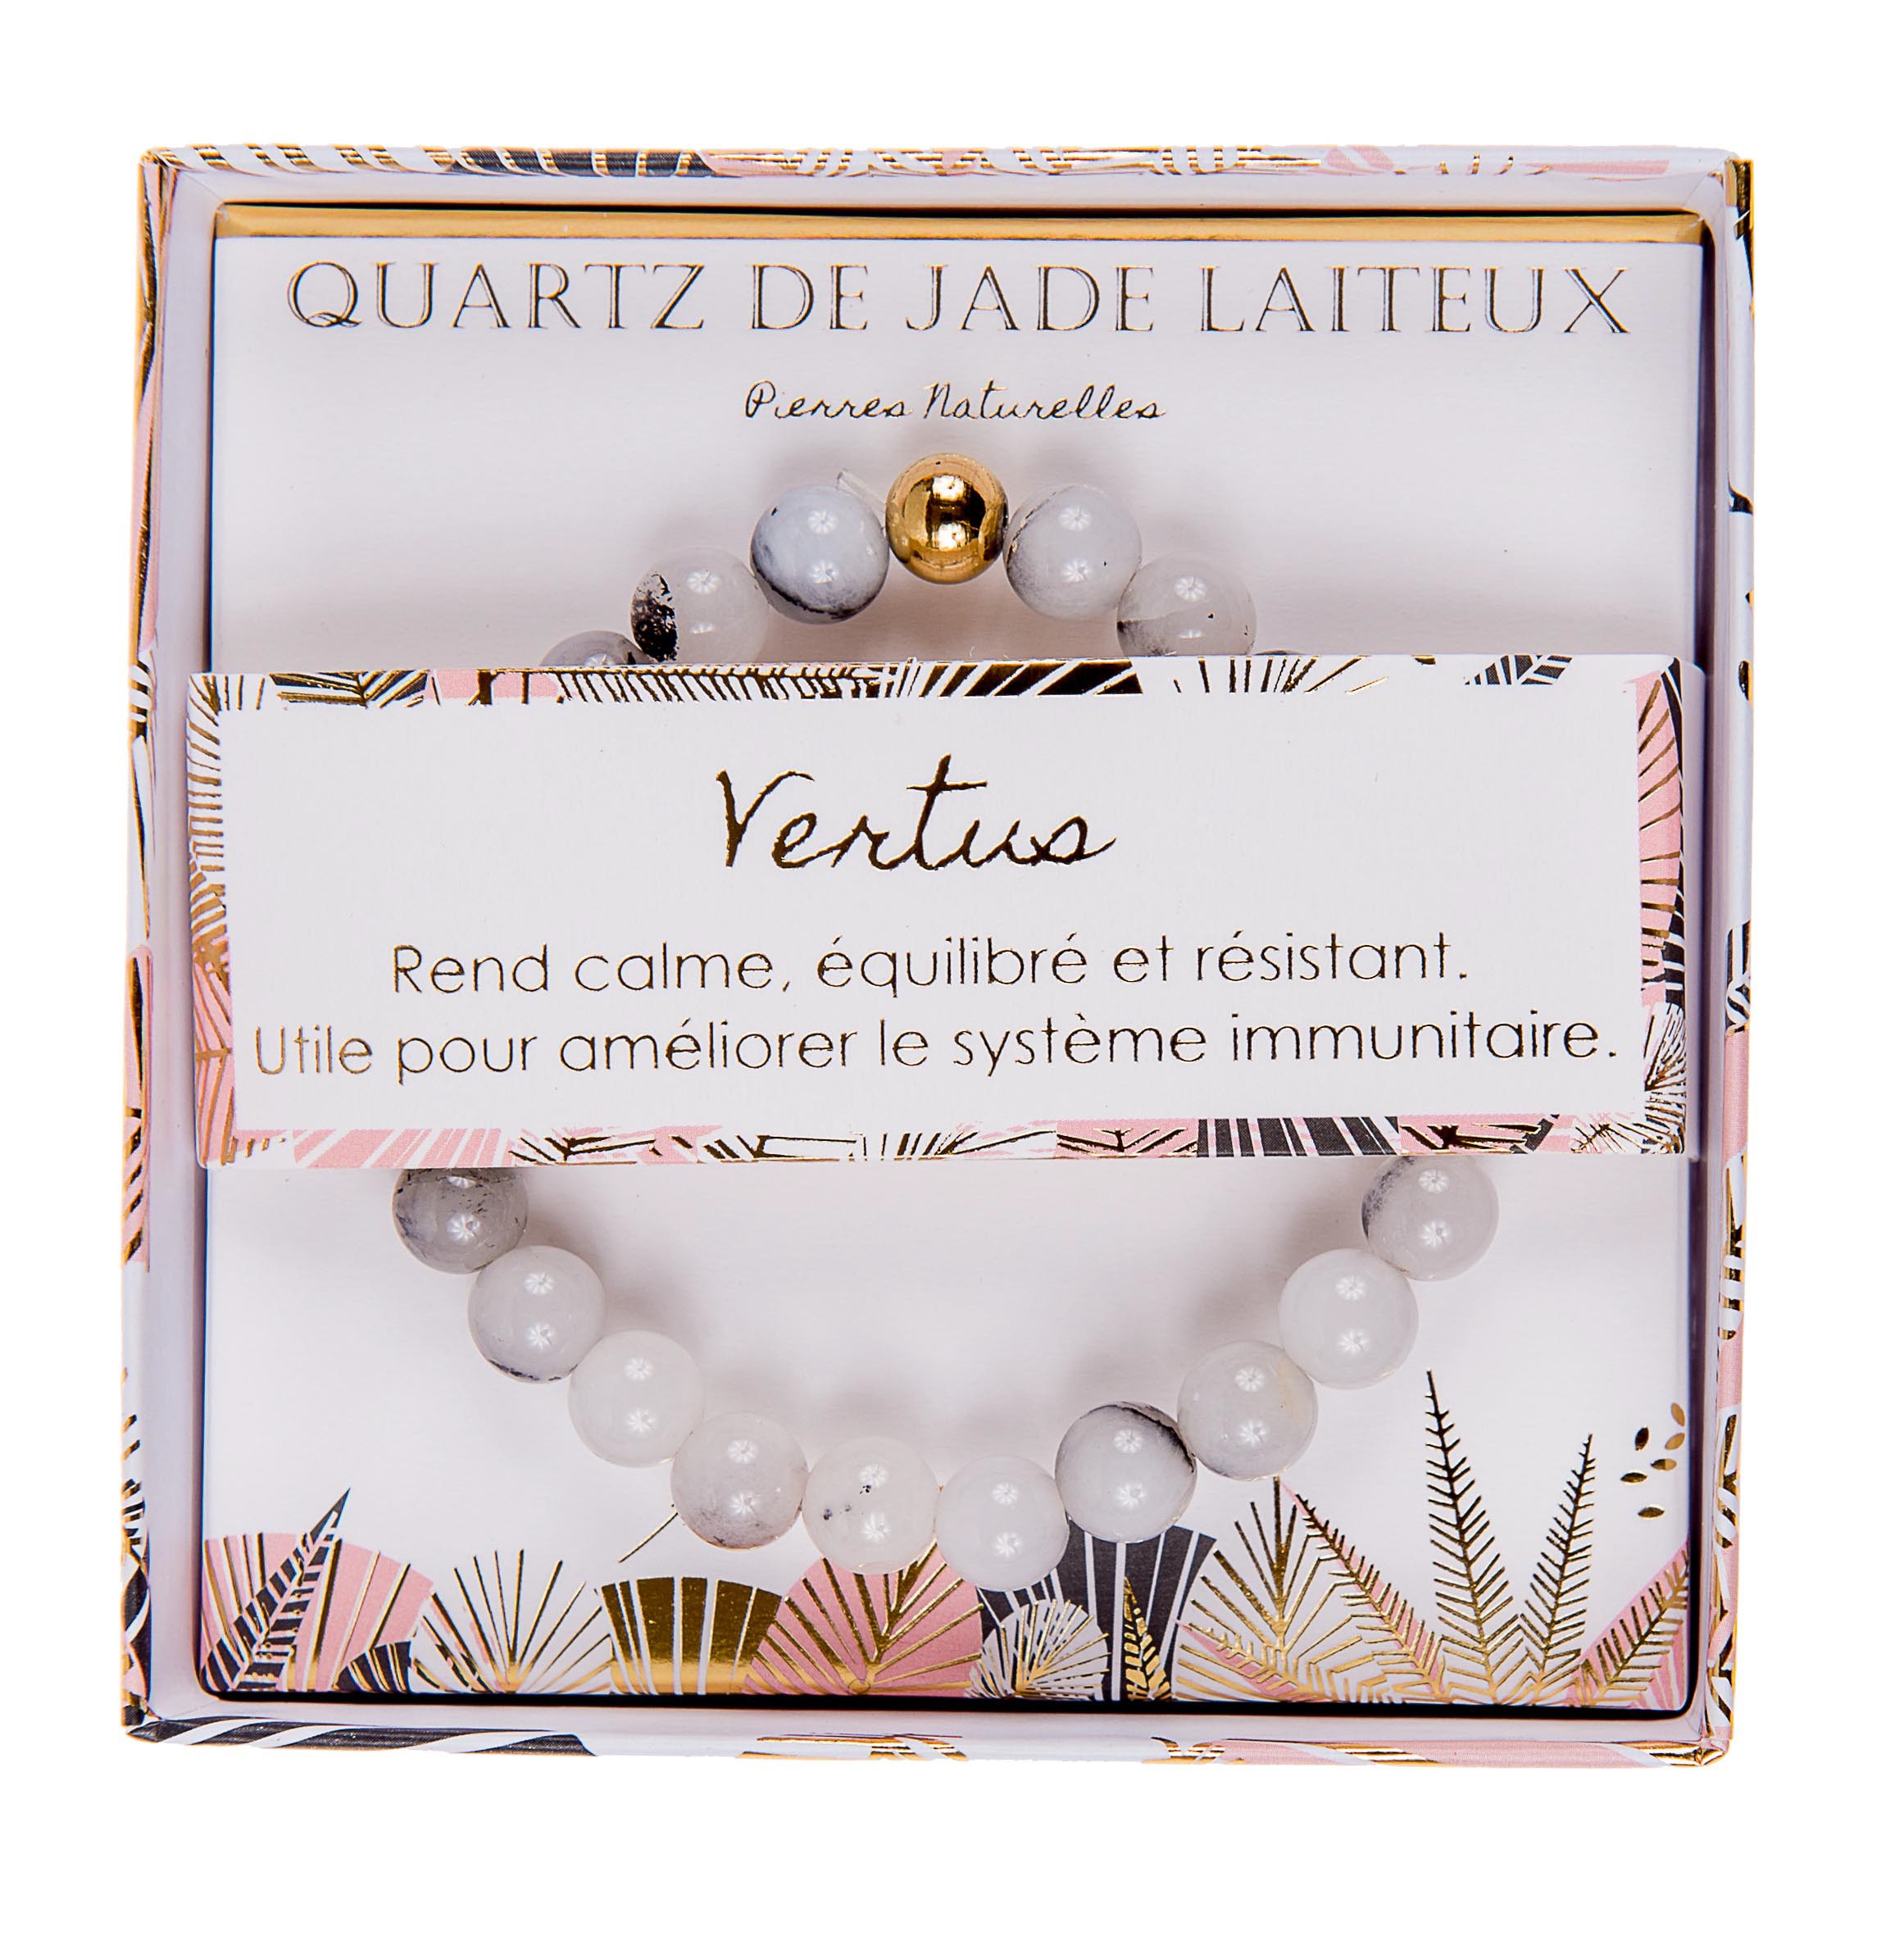 QUARTZ DE JADE LAITEUX
Pierres Naturelles
Vertus
Rend calme, équilibré et résistant.
Utile pour améliorer le système immunitaire.